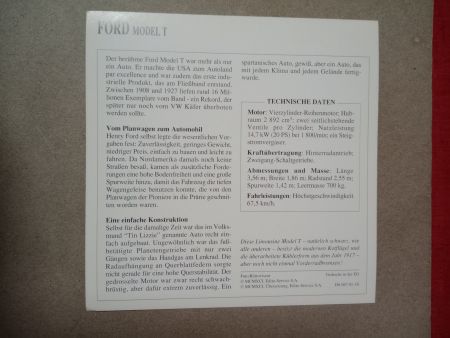 FORD MODEL T
Der berühmte Ford Model T war mehr als nur
ein Auto. Er machte die USA zum Autoland
par excellence und war zudem das erste indu-
strielle Produkt, das am Fließband entstand.
Zwischen 1908 und 1927 liefen rund 16 Mil-
lionen Exemplare vom Band - ein Rekord, der
später nur noch vom VW Käfer überboten
werden sollte.
Vom Planwagen zum Automobil
Henry Ford selbst legte die wesentlichen Vor-
gaben fest: Zuverlässigkeit, geringes Gewicht,
niedriger Preis, einfach zu bauen und leicht zu
fahren. Da Nordamerika damals noch keine
Straßen besaß, kamen als zusätzliche Forde-
rungen eine hohe Bodenfreiheit und eine große
Spurweite hinzu, damit das Fahrzeug die tiefen
Wagengeleise benutzen konnte, die von den
Planwagen der Pioniere in die Prärie geschnit-
ten worden waren.
Eine einfache Konstruktion
Selbst für die damalige Zeit war das im Volks-
mund "Tin Lizzie" genannte Auto recht ein-
fach aufgebaut. Ungewöhnlich war das fuß-
betätigte Planetengetriebe mit nur zwei
Gängen sowie das Handgas am Lenkrad. Die
Radaufhängung an Querblattfedern sorgte
nicht gerade für eine hohe Querstabilität. Der
gedrosselte Motor war zwar recht schwach-
brüstig, aber dafür extrem zuverlässig. Ein
spartanisches Auto, gewiß, aber ein Auto, das
mit jedem Klima und jedem Gelände fertig-
wurde.
TECHNISCHE DATEN
Motor: Vierzylinder-Reihenmotor; Hub-
raum 2 892 cm³; zwei seitlichstehende
Ventile pro Zylinder; Nutzleistung
14,7 kW (20 PS) bei 1 800/min; ein Steig-
stromvergaser.
Kraftübertragung: Hinterradantrieb;
Zweigang-Schaltgetriebe.
Abmessungen und Masse: Länge
3,56 m; Breite 1,86 m; Radstand 2,55 m;
Spurweite 1,42 m; Leermasse 700 kg.
Fahrleistungen: Höchstgeschwindigkeit
67,5 km/h.
Diese Limousine Model T - natürlich schwarz, wie
alle anderen - besitzt die modernen Kotflügel und
die überarbeitete Kühlerform aus dem Jahr 1917 -
aber noch nicht einmal Vorderradbremsen!
© MCMXCI, Edito-Service S.A.
© MCMXCI, Übersetzung, Edito-Service S.A.